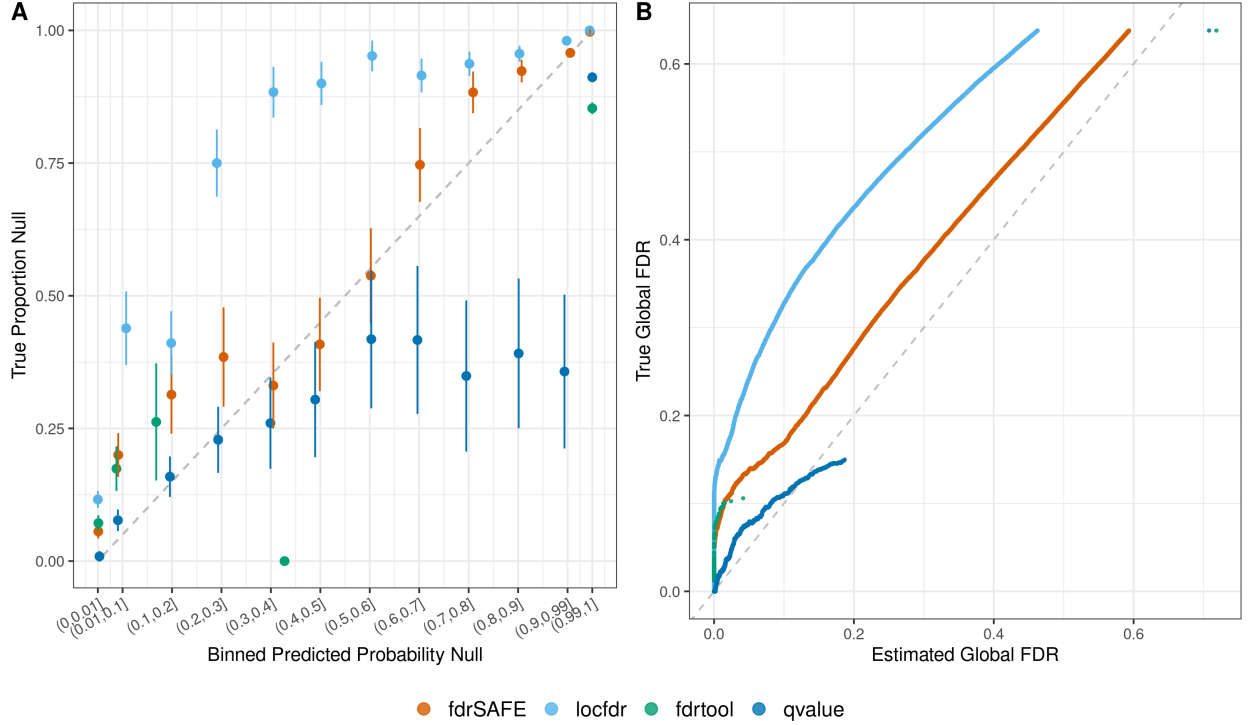 A
True Proportion Null
1.00
0.75
0.50
0.25
0.00
(0,0.01]
(0.01,0.1]
(0.1,0.2]
(0.2,0.3]
(0.3,0.4]
(0.4,0.5]
(0.5,0.6]
(0.6,0.7]
(0.7,0.8]
(0.8,0.9]
(0.9,0.99]
(0.99,1]
Binned Predicted Probability Null
B
True Global FDR
0.6
0.4
0.2
0.0
0.0 0.2 0.4 0.6
Estimated Global FDR
fdrSAFE locfdr fdrtool qvalue